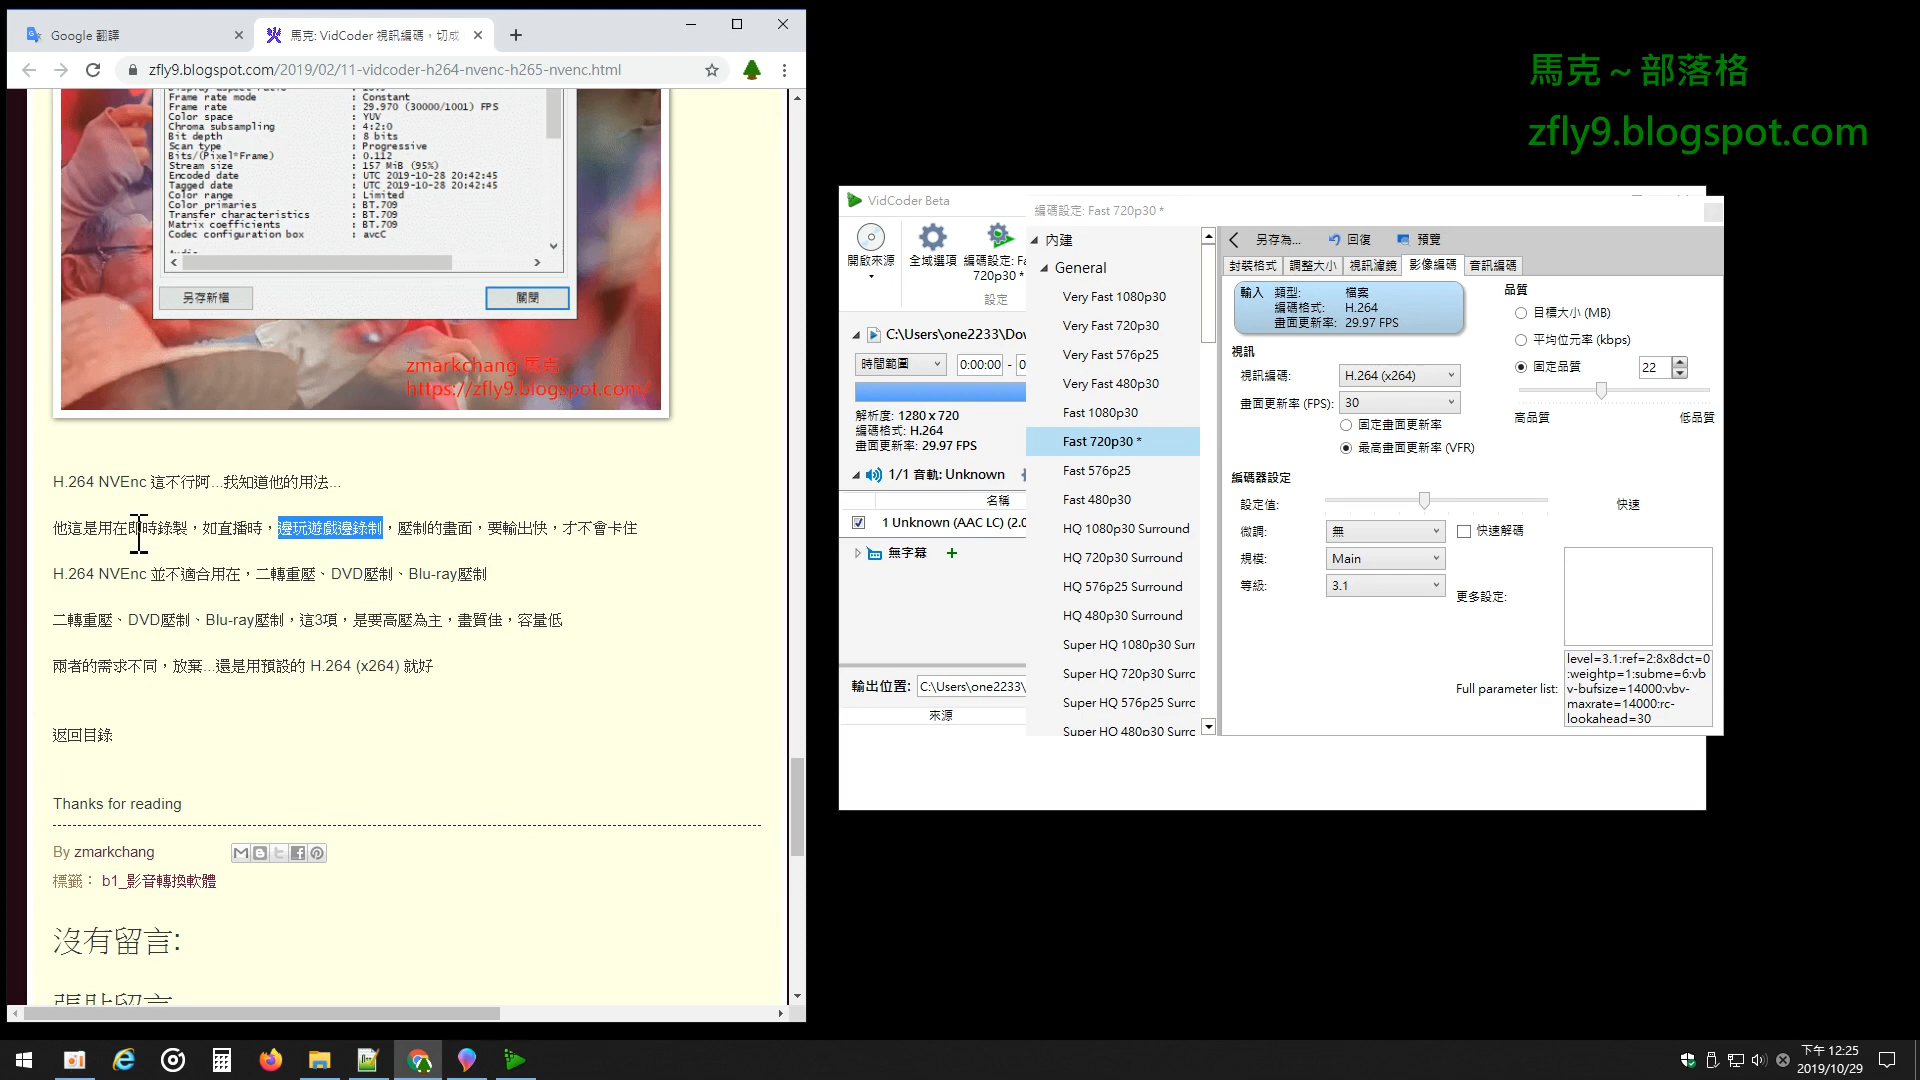 Google 翻譯
馬克: VidCoder 視訊編碼，切成
zfly9.blogspot.com/2019/02/11-vidcoder-h264-nvenc-h265-nvenc.html
Frame rate mode : Constant
Frame rate : 29.970 (30000/1001) FPS
Color space : YUV
Chroma subsampling : 4:2:0
Bit depth : 8 bits
Scan type : Progressive
Bits/(Pixel*Frame) : 0.112
Stream size : 157 MiB (95%)
Encoded date : UTC 2019-10-28 20:42:45
Tagged date : UTC 2019-10-28 20:42:45
Color range : Limited
Color primaries : BT.709
Transfer characteristics : BT.709
Matrix coefficients : BT.709
Codec configuration box : avcC
另存新檔
關閉
zmarkchang 馬克
https://zfly9.blogspot.com/
H.264 NVEnc 這不行阿...我知道他的用法...
他這是用在即時錄製，如直播時，邊玩遊戲邊錄制，壓制的畫面，要輸出快，才不會卡住
H.264 NVEnc 並不適合用在，二轉重壓、DVD壓制、Blu-ray壓制
二轉重壓、DVD壓制、Blu-ray壓制，這3項，是要高壓為主，畫質佳，容量低
兩者的需求不同，放棄...還是用預設的 H.264 (x264) 就好
返回目錄
Thanks for reading
By zmarkchang
標籤： b1_影音轉換軟體
沒有留言:
張貼留言
馬克～部落格
zfly9.blogspot.com
VidCoder Beta
開啟來源
全域選項
編碼設定: Fa
720p30 *
設定
C:\Users\one2233\Dov
時間範圍
0:00:00 - 0
解析度: 1280 x 720
編碼格式: H.264
畫面更新率: 29.97 FPS
1/1 音軌: Unknown
名稱
1 Unknown (AAC LC) (2.0
無字幕
輸出位置: C:\Users\one2233\
來源
編碼設定: Fast 720p30 *
內建
General
Very Fast 1080p30
Very Fast 720p30
Very Fast 576p25
Very Fast 480p30
Fast 1080p30
Fast 720p30 *
Fast 576p25
Fast 480p30
HQ 1080p30 Surround
HQ 720p30 Surround
HQ 576p25 Surround
HQ 480p30 Surround
Super HQ 1080p30 Surr
Super HQ 720p30 Surrc
Super HQ 576p25 Surrc
Super HQ 480p30 Surrc
另存為...
回復
預覽
封裝格式
調整大小
視訊濾鏡
影像編碼
音訊編碼
輸入 類型: 檔案
編碼格式: H.264
畫面更新率: 29.97 FPS
視訊
視訊編碼: H.264 (x264)
畫面更新率 (FPS): 30
固定畫面更新率
最高畫面更新率 (VFR)
品質
目標大小 (MB)
平均位元率 (kbps)
固定品質 22
高品質
低品質
編碼器設定
設定值:
快速
微調: 無
快速解碼
規模: Main
等級: 3.1
更多設定:
Full parameter list:
level=3.1:ref=2:8x8dct=0
:weightp=1:subme=6:vb
v-bufsize=14000:vbv-
maxrate=14000:rc-
lookahead=30
下午 12:25
2019/10/29